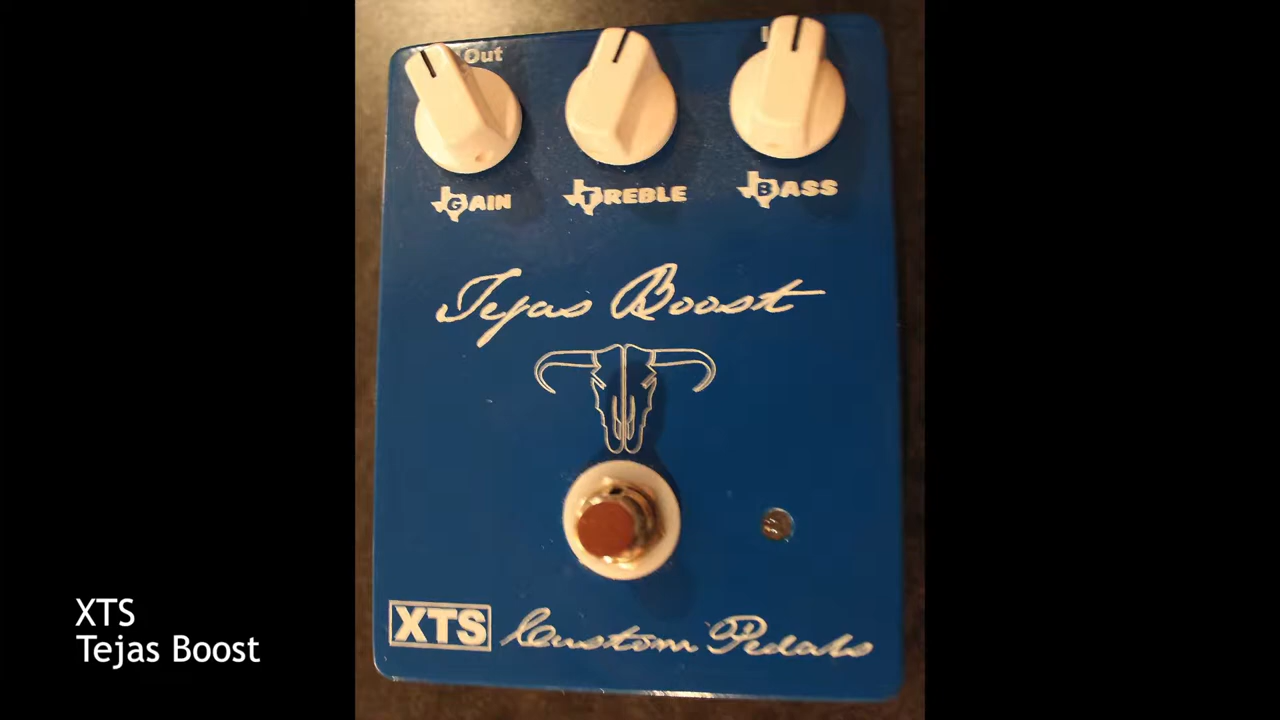 Out
GAIN TREBLE BASS
Tejas Boost
XTS Custom Pedals
XTS
Tejas Boost